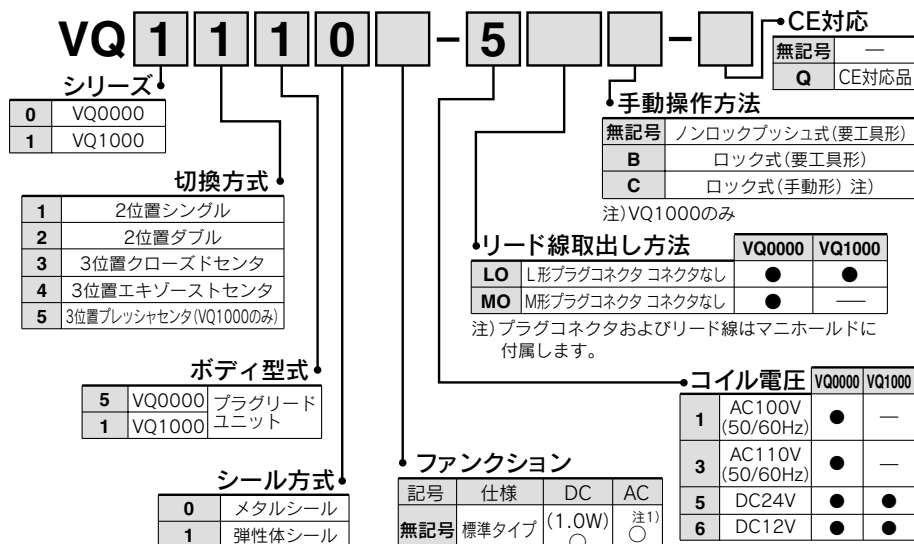 VQ 1 1 1 0 - 5 -
CE対応
無記号 —
Q CE対応品
シリーズ
0 VQ0000
1 VQ1000
手動操作方法
無記号 ノンロックプッシュ式(要工具形)
B ロック式(要工具形)
C ロック式(手動形) 注)
注)VQ1000のみ
切換方式
1 2位置シングル
2 2位置ダブル
3 3位置クローズドセンタ
4 3位置エキゾーストセンタ
5 3位置プレッシャセンタ(VQ1000のみ)
リード線取出し方法 VQ0000 VQ1000
LO L形プラグコネクタ コネクタなし ● ●
MO M形プラグコネクタ コネクタなし ● —
注)プラグコネクタおよびリード線はマニホールドに
付属します。
ボディ型式
5 VQ0000 プラグリード
1 VQ1000 ユニット
コイル電圧 VQ0000 VQ1000
1 AC100V (50/60Hz) ● —
3 AC110V (50/60Hz) ● —
5 DC24V ● ●
6 DC12V ● ●
シール方式
0 メタルシール
1 弾性体シール
ファンクション
記号 仕様 DC AC
無記号 標準タイプ (1.0W) ○ 注1) ○